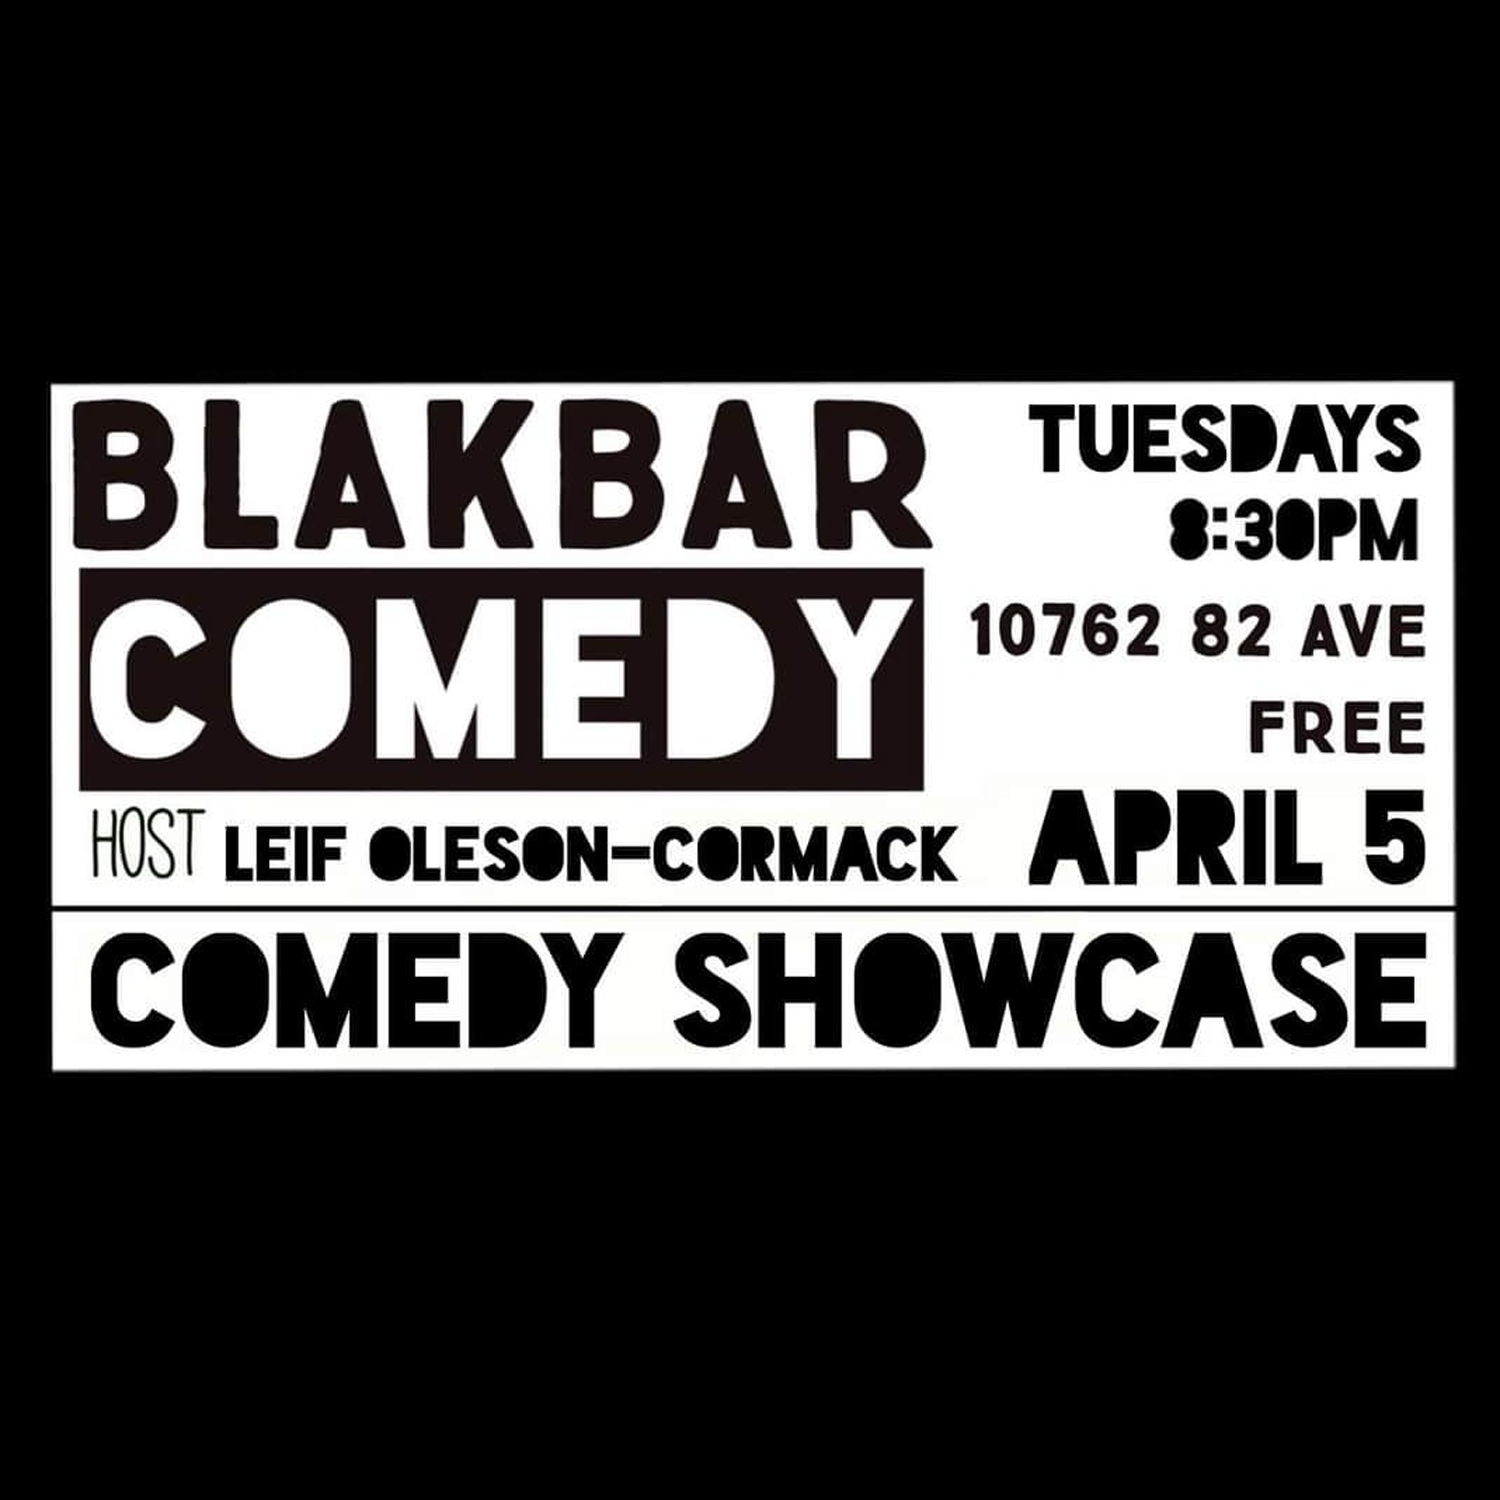 BLAKBAR
COMEDY
HOST LEIF OLESON-CORMACK
TUESDAYS
8:30PM
10762 82 AVE
FREE
APRIL 5
COMEDY SHOWCASE